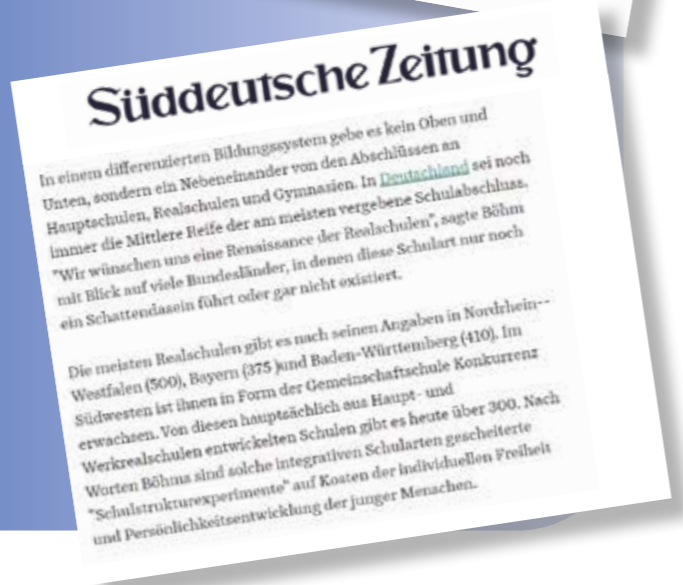 Süddeutsche Zeitung
In einem differenzierten Bildungssystem gebe es kein Oben und
Unten, sondern ein Nebeneinander von den Abschlüssen an
Hauptschulen, Realschulen und Gymnasien. In Deutschland sei noch
immer die Mittlere Reife der am meisten vergebene Schulabschluss.
"Wir wünschen uns eine Renaissance der Realschulen", sagte Böhm
mit Blick auf viele Bundesländer, in denen diese Schulart nur noch
ein Schattendasein führt oder gar nicht existiert.
Die meisten Realschulen gibt es nach seinen Angaben in Nordrhein--
Westfalen (500), Bayern (375 )und Baden-Württemberg (410). Im
Südwesten ist ihnen in Form der Gemeinschaftschule Konkurrenz
erwachsen. Von diesen hauptsächlich aus Haupt- und
Werkrealschulen entwickelten Schulen gibt es heute über 300. Nach
Worten Böhms sind solche integrativen Schularten gescheiterte
"Schulstrukturexperimente" auf Kosten der individuellen Freiheit
und Persönlichkeitsentwicklung der junger Menschen.